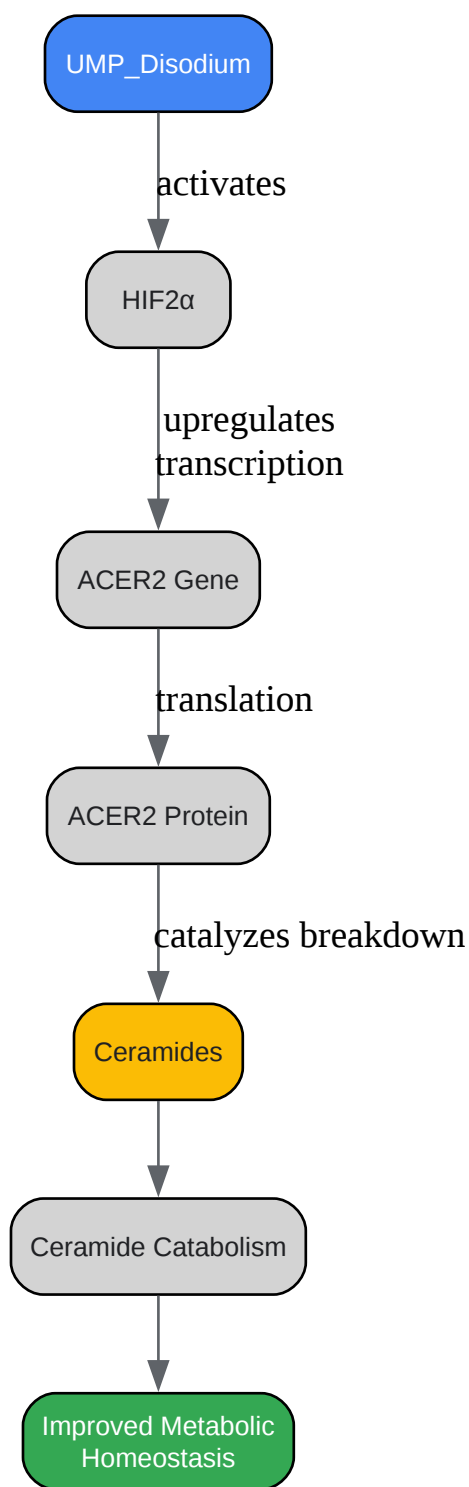 UMP_Disodium
activates
HIF2α
upregulates
transcription
ACER2 Gene
translation
ACER2 Protein
catalyzes breakdown
Ceramides
Ceramide Catabolism
Improved Metabolic
Homeostasis